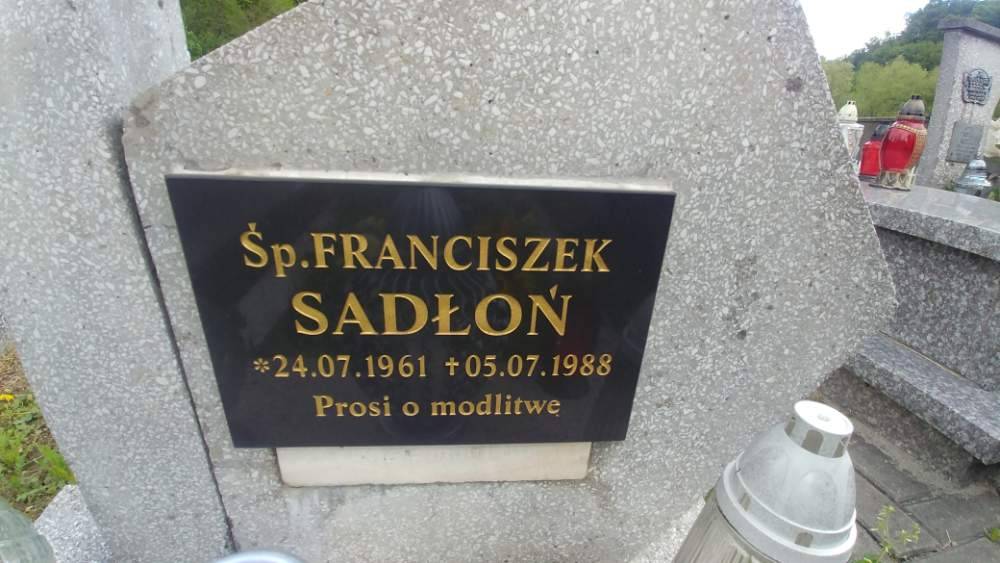 Śp. FRANCISZEK
SADŁOŃ
*24.07.1961 †05.07.1988
Prosi o modlitwę